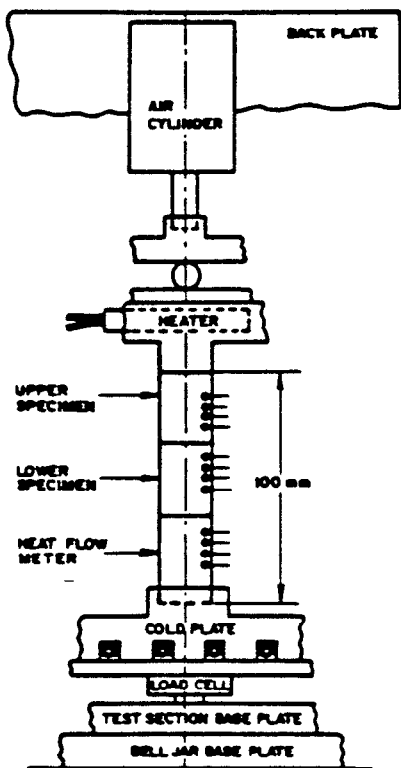 BACK PLATE
AIR
CYLINDER
HEATER
UPPER
SPECIMEN
LOWER
SPECIMEN
100 mm
HEAT FLOW
METER
COLD PLATE
LOAD CELL
TEST SECTION BASE PLATE
BELL JAR BASE PLATE